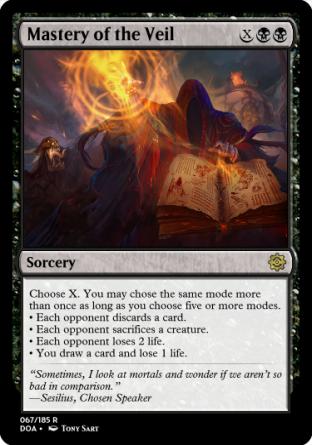 Mastery of the Veil X
Sorcery
Choose X. You may chose the same mode more
than once as long as you choose five or more modes.
• Each opponent discards a card.
• Each opponent sacrifices a creature.
• Each opponent loses 2 life.
• You draw a card and lose 1 life.
“Sometimes, I look at mortals and wonder if we aren’t so
bad in comparison.”
—Sesilius, Chosen Speaker
067/185 R
DOA • TONY SART